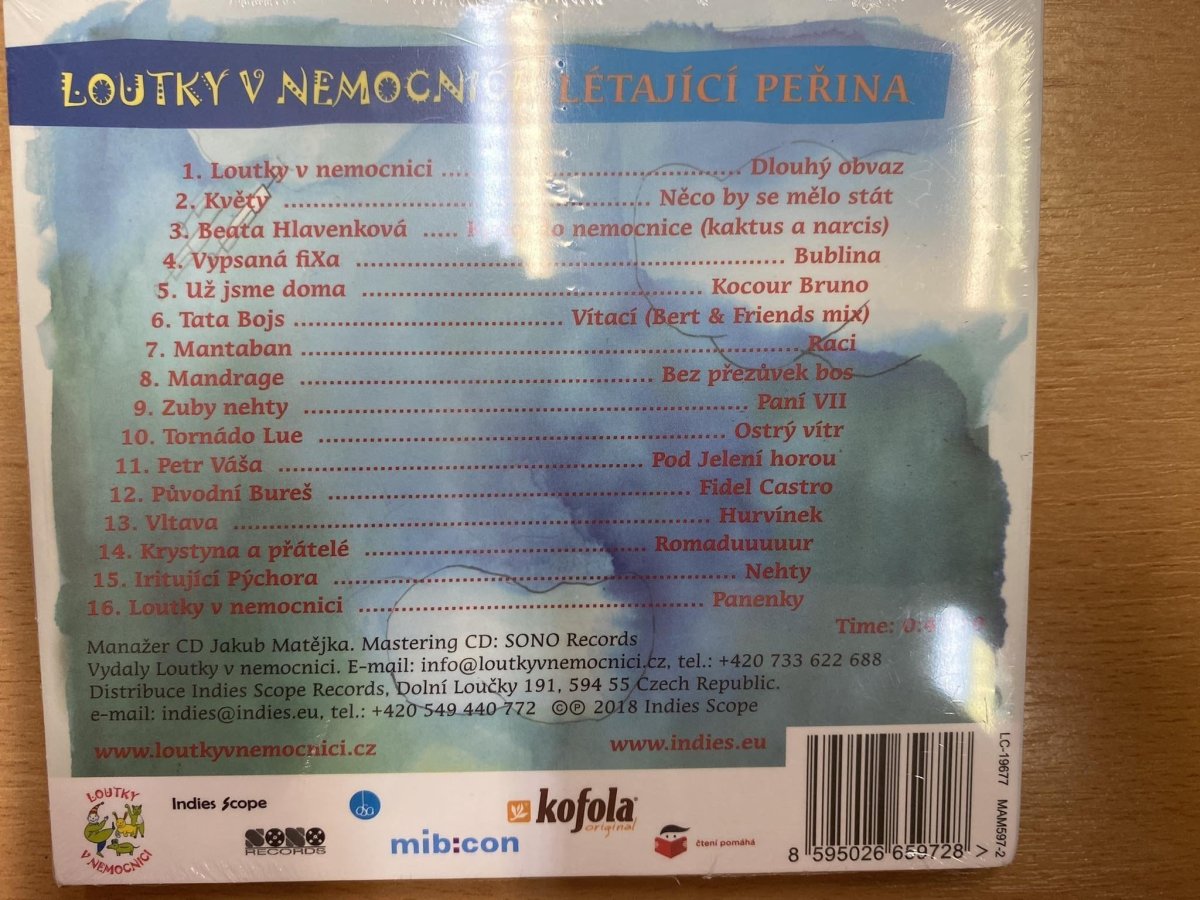 LOUTKY V NEMOCNICI LÉTAJÍCÍ PEŘINA
1. Loutky v nemocnici .... Dlouhý obvaz
2. Květy .... Něco by se mělo stát
3. Beata Hlavenková ..... nemocnice (kaktus a narcis)
4. Vypsaná fiXa .... Bublina
5. Už jsme doma .... Kocour Bruno
6. Tata Bojs .... Vítací (Bert & Friends mix)
7. Mantaban .... Raci
8. Mandrage .... Bez přezůvek bos
9. Zuby nehty .... Paní VII
10. Tornádo Lue .... Ostrý vítr
11. Petr Váša .... Pod Jelení horou
12. Původní Bureš .... Fidel Castro
13. Vltava .... Hurvínek
14. Krystyna a přátelé .... Romaduuuuur
15. Iritující Pýchora .... Nehty
16. Loutky v nemocnici .... Panenky
Time:
Manažer CD Jakub Matějka. Mastering CD: SONO Records
Vydaly Loutky v nemocnici. E-mail: info@loutkyvnemocnici.cz, tel.: +420 733 622 688
Distribuce Indies Scope Records, Dolní Loučky 191, 594 55 Czech Republic.
e-mail: indies@indies.eu, tel.: +420 549 440 772 ©℗ 2018 Indies Scope
www.loutkyvnemocnici.cz www.indies.eu
LC-19677 MAM597-2
LOUTKY V NEMOCNICI
Indies Scope
dsa
kofola original
SONO RECORDS
mib:con
čtení pomáhá
8 595026 659728 >